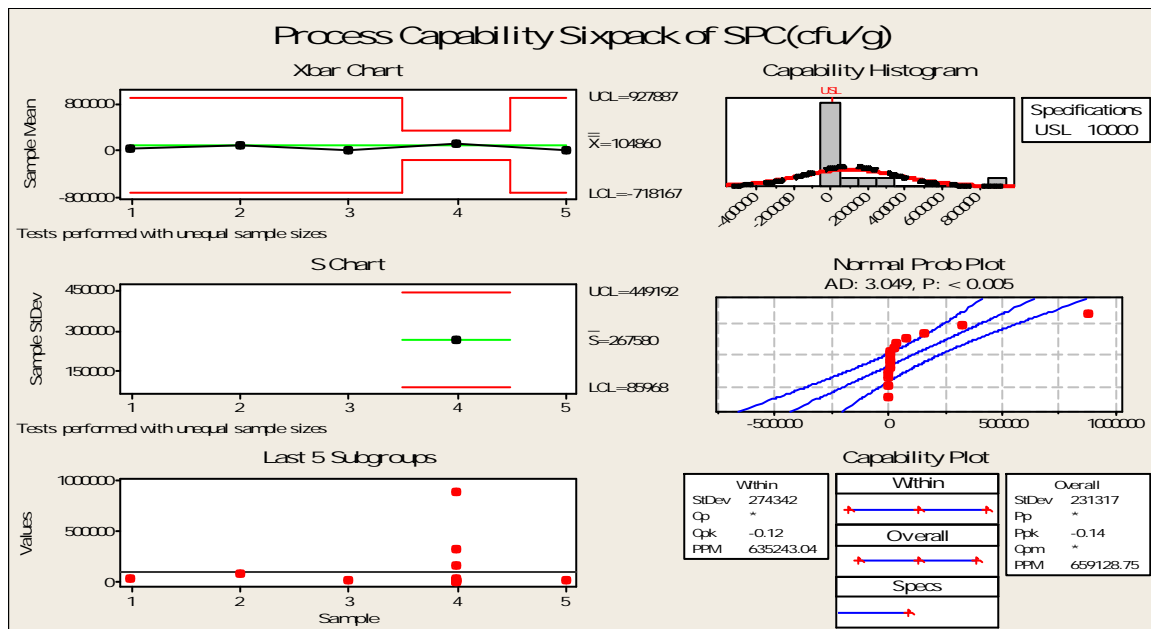 Process Capability Sixpack of SPC(cfu/g)
Xbar Chart
Sample Mean
800000
0
-800000
1 2 3 4 5
UCL=927887
X=104860
LCL=-718167
Tests performed with unequal sample sizes
Capability Histogram
USL
-400000 -200000 0 200000 400000 600000 800000
Specifications
USL 10000
S Chart
Sample StDev
450000
300000
150000
1 2 3 4 5
UCL=449192
S=267580
LCL=85968
Tests performed with unequal sample sizes
Normal Prob Plot
AD: 3.049, P: < 0.005
-500000 0 500000 1000000
Last 5 Subgroups
Values
1000000
500000
0
1 2 3 4 5
Sample
Capability Plot
Within
StDev 274342
Cp *
Cpk -0.12
PPM 635243.04
Within
Overall
Specs
Overall
StDev 231317
Pp *
Ppk -0.14
Cpm *
PPM 659128.75